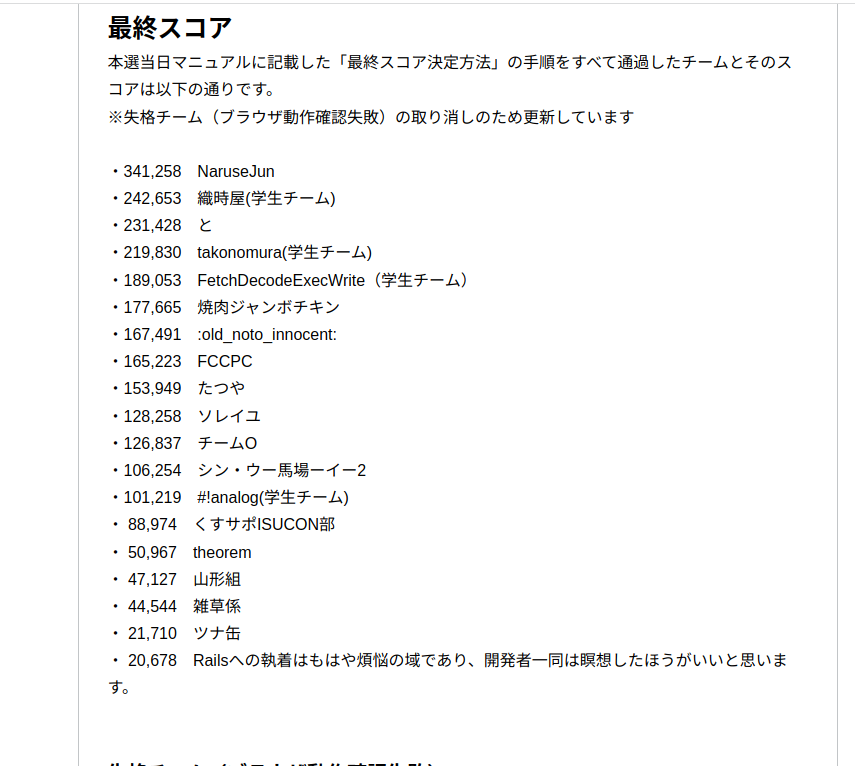 最終スコア
本選当日マニュアルに記載した「最終スコア決定方法」の手順をすべて通過したチームとそのス
コアは以下の通りです。
※失格チーム（ブラウザ動作確認失敗）の取り消しのため更新しています
・341,258　NaruseJun
・242,653　織時屋(学生チーム)
・231,428　と
・219,830　takonomura(学生チーム)
・189,053　FetchDecodeExecWrite（学生チーム）
・177,665　焼肉ジャンボチキン
・167,491　:old_noto_innocent:
・165,223　FCCPC
・153,949　たつや
・128,258　ソレイユ
・126,837　チームO
・106,254　シン・ウー馬場ーイー2
・101,219　#!analog(学生チーム)
・ 88,974　くすサポISUCON部
・ 50,967　theorem
・ 47,127　山形組
・ 44,544　雑草係
・ 21,710　ツナ缶
・ 20,678　Railsへの執着はもはや煩悩の域であり、開発者一同は瞑想したほうがいいと思いま
す。